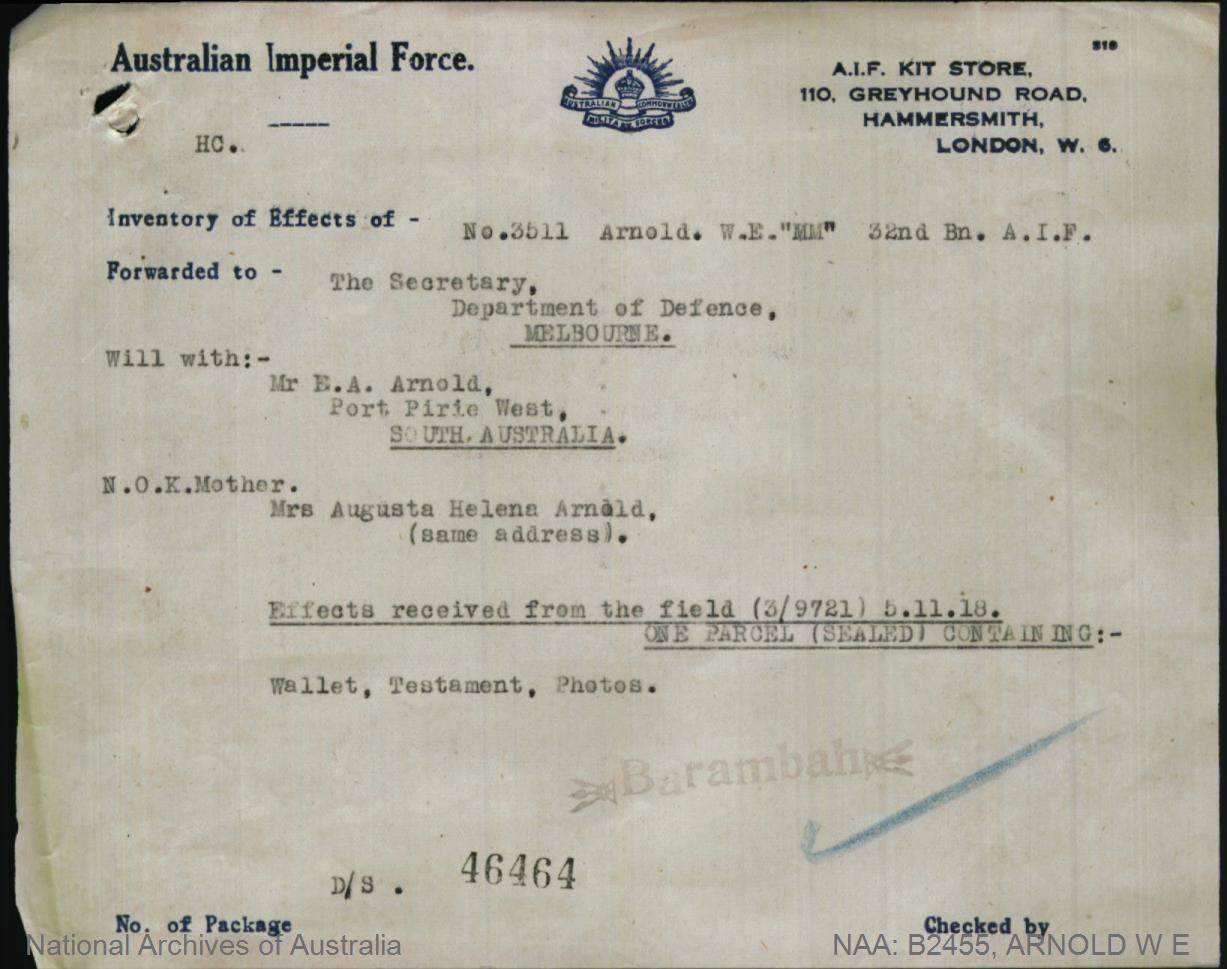 Australian Imperial Force.
AUSTRALIAN COMMONWEALTH
MILITARY FORCES
A.I.F. KIT STORE,
110, GREYHOUND ROAD,
HAMMERSMITH,
LONDON, W. 6.
HC.
Inventory of Effects of - No.3511 Arnold. W.E."MM" 32nd Bn. A.I.F.
Forwarded to - The Secretary,
Department of Defence,
MELBOURNE.
Will with:-
Mr E.A. Arnold,
Port Pirie West,
SOUTH AUSTRALIA.
N.O.K.Mother.
Mrs Augusta Helena Arnold,
(same address).
Effects received from the field (3/9721) 5.11.18.
ONE PARCEL (SEALED) CONTAINING:-
Wallet, Testament, Photos.
Barambah
D/S . 46464
No. of Package
Checked by
National Archives of Australia
NAA: B2455, ARNOLD W E